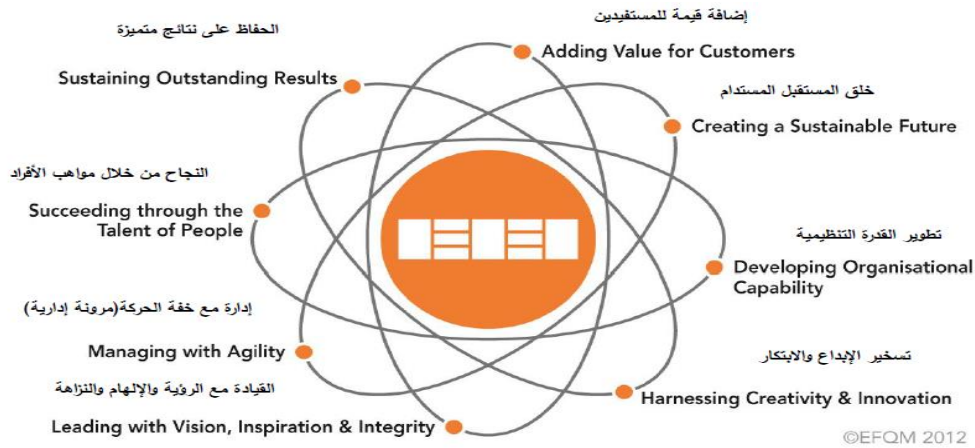 إضافة قيمة للمستفيدين
Adding Value for Customers
خلق المستقبل المستدام
Creating a Sustainable Future
تطوير القدرة التنظيمية
Developing Organisational
Capability
تسخير الإبداع والابتكار
Harnessing Creativity & Innovation
القيادة مع الرؤية والإلهام والنزاهة
Leading with Vision, Inspiration & Integrity
إدارة مع خفة الحركة(مرونة إدارية)
Managing with Agility
النجاح من خلال مواهب الأفراد
Succeeding through the
Talent of People
الحفاظ على نتائج متميزة
Sustaining Outstanding Results
©EFQM 2012